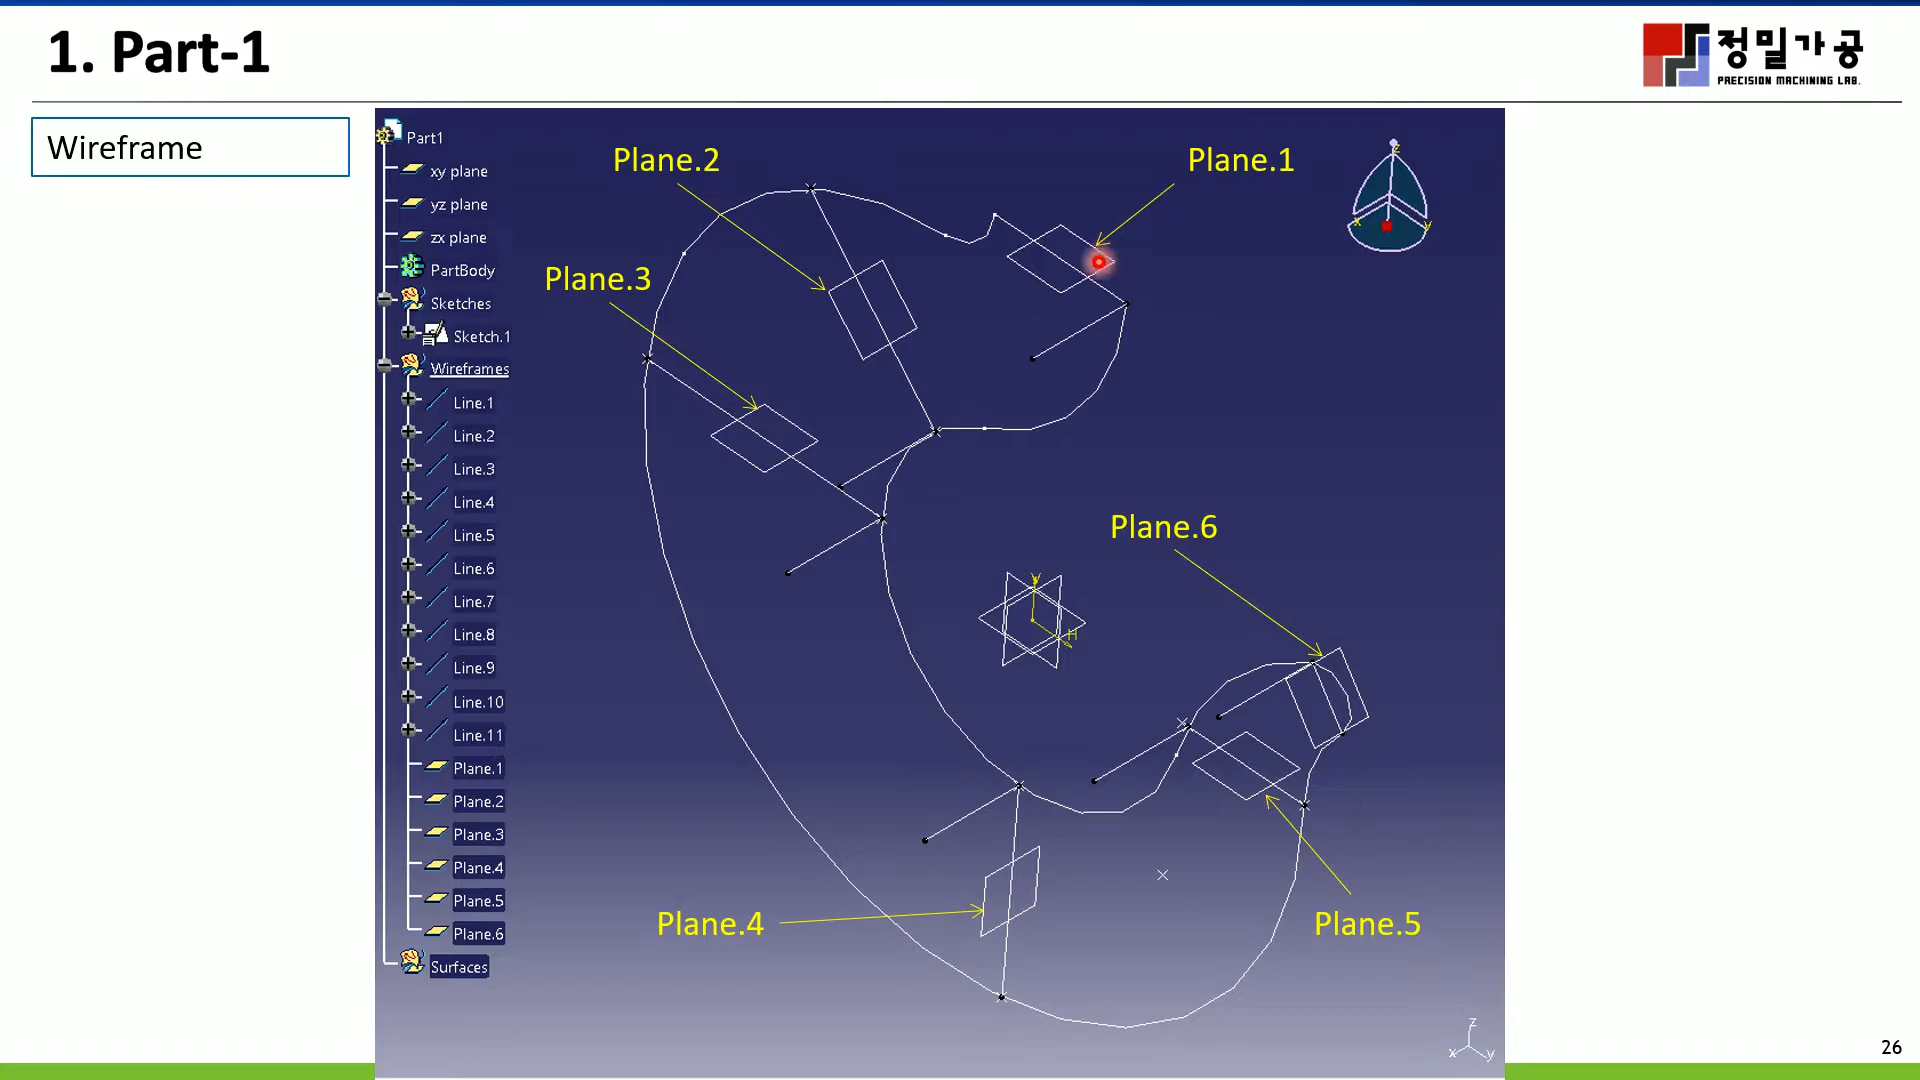 1. Part-1
정밀가공
PRECISION MACHINING LAB.
Wireframe
Part1
xy plane
yz plane
zx plane
PartBody
Sketches
Sketch.1
Wireframes
Line.1
Line.2
Line.3
Line.4
Line.5
Line.6
Line.7
Line.8
Line.9
Line.10
Line.11
Plane.1
Plane.2
Plane.3
Plane.4
Plane.5
Plane.6
Surfaces
Plane.2
Plane.1
Plane.3
Plane.6
Plane.4
Plane.5
z
x
y
V
H
z
x
y
26